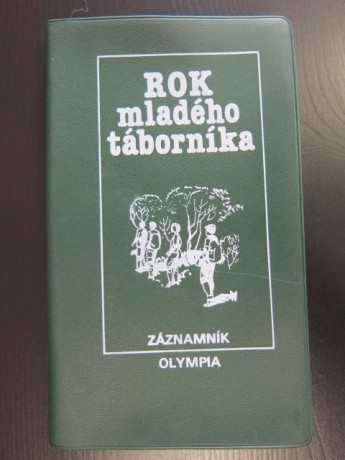 ROK
mladého
táborníka
ZÁZNAMNÍK
OLYMPIA